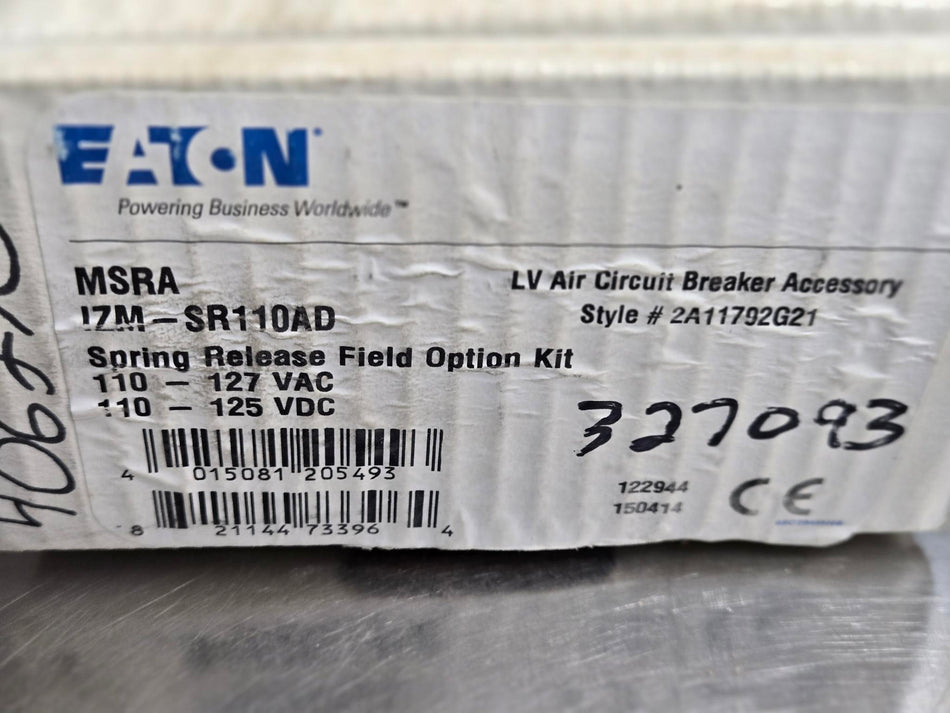 EATON
Powering Business Worldwide™
MSRA
IZM-SR110AD
Spring Release Field Option Kit
110 - 127 VAC
110 - 125 VDC
4 015081 205493
8 21144 73396 4
LV Air Circuit Breaker Accessory
Style # 2A11792G21
327093
122944
150414
CE